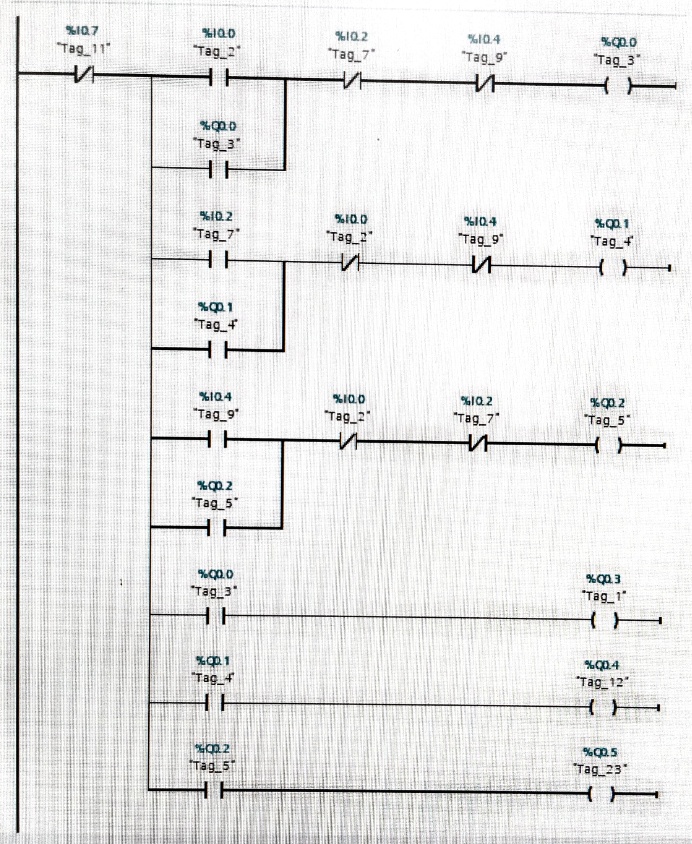 %I0.7
"Tag_11"
%I0.0
"Tag_2"
%I0.2
"Tag_7"
%I0.4
"Tag_9"
%Q0.0
"Tag_3"
%Q0.0
"Tag_3"
%I0.2
"Tag_7"
%I0.0
"Tag_2"
%I0.4
"Tag_9"
%Q0.1
"Tag_4"
%Q0.1
"Tag_4"
%I0.4
"Tag_9"
%I0.0
"Tag_2"
%I0.2
"Tag_7"
%Q0.2
"Tag_5"
%Q0.2
"Tag_5"
%Q0.0
"Tag_3"
%Q0.3
"Tag_1"
%Q0.1
"Tag_4"
%Q0.4
"Tag_12"
%Q0.2
"Tag_5"
%Q0.5
"Tag_23"